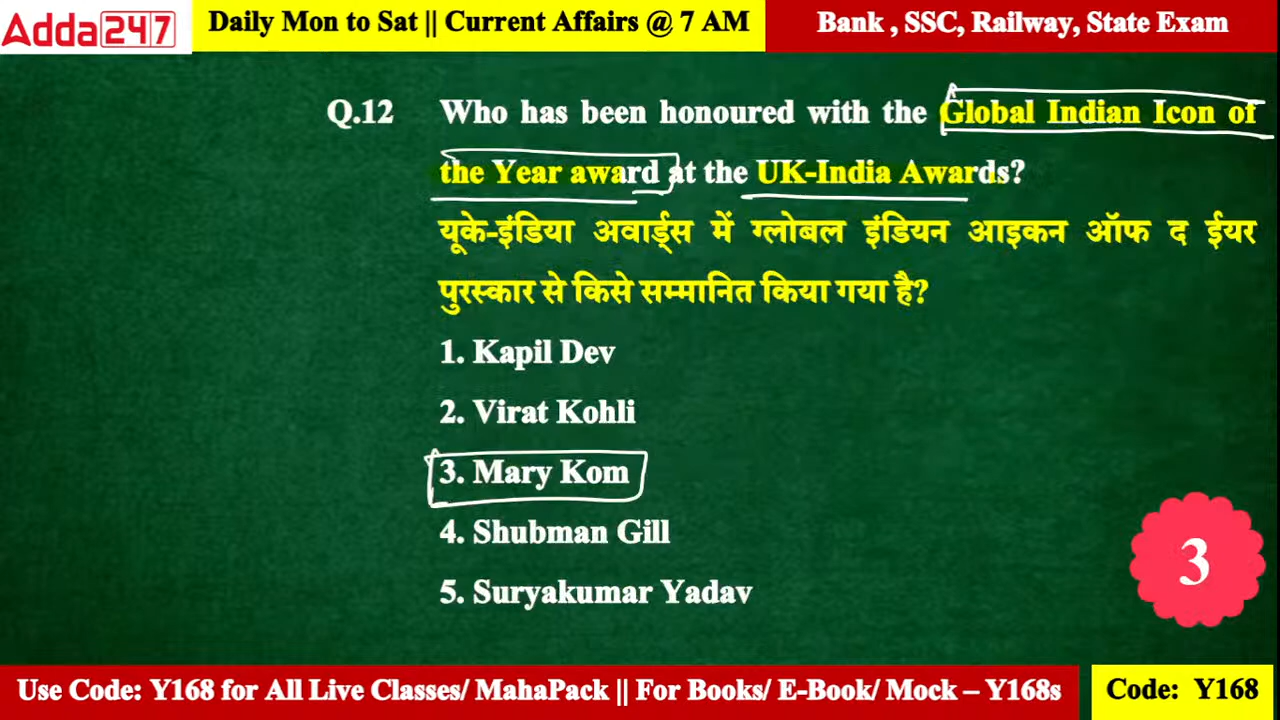 Adda247
Daily Mon to Sat || Current Affairs @ 7 AM
Bank , SSC, Railway, State Exam
Q.12 Who has been honoured with the Global Indian Icon of
the Year award at the UK-India Awards?
यूके-इंडिया अवार्ड्स में ग्लोबल इंडियन आइकन ऑफ द ईयर
पुरस्कार से किसे सम्मानित किया गया है?
1. Kapil Dev
2. Virat Kohli
3. Mary Kom
4. Shubman Gill
5. Suryakumar Yadav
3
Use Code: Y168 for All Live Classes/ MahaPack || For Books/ E-Book/ Mock – Y168s
Code: Y168